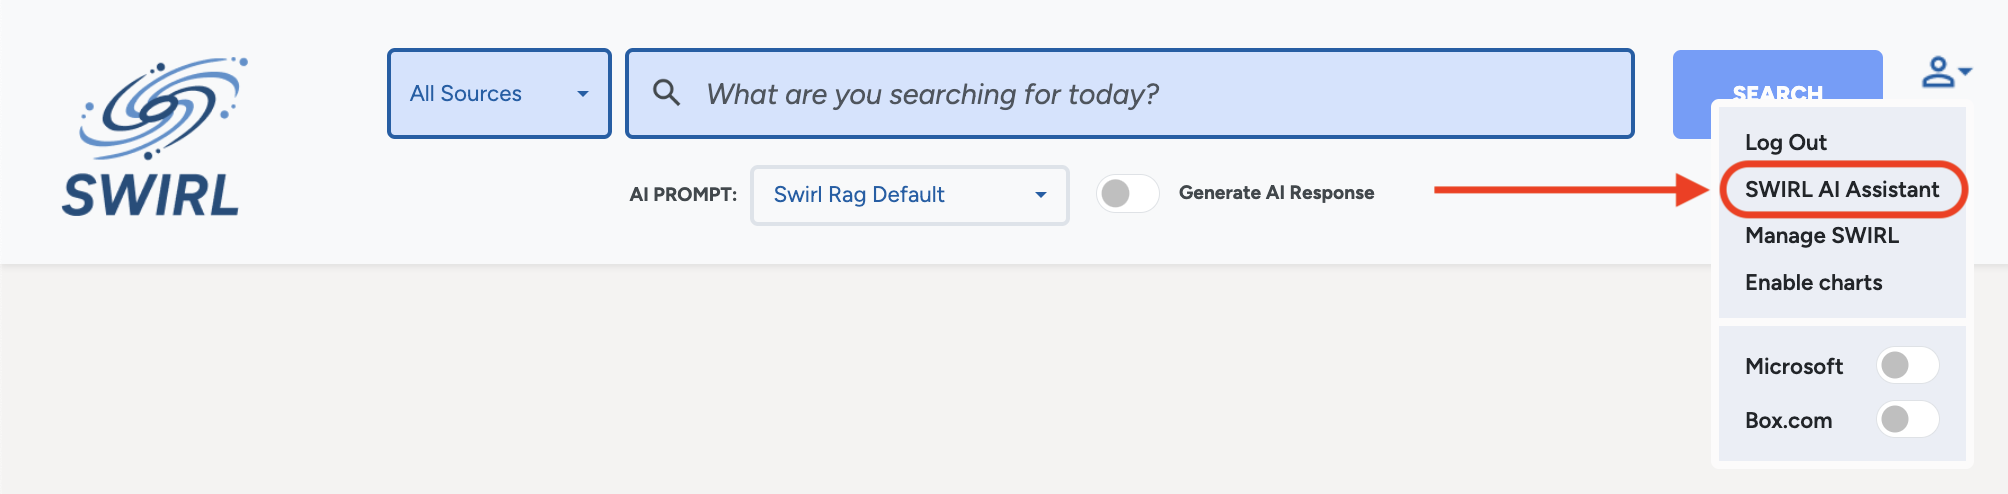 SWIRL
All Sources
What are you searching for today?
SEARCH
AI PROMPT:
Swirl Rag Default
Generate AI Response
Log Out
SWIRL AI Assistant
Manage SWIRL
Enable charts
Microsoft
Box.com